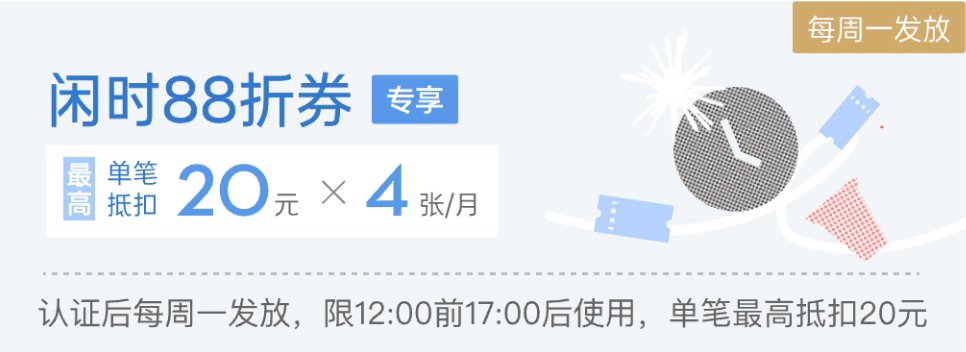 每周一发放
闲时88折券 专享
最高 单笔抵扣 20元 × 4张/月
认证后每周一发放，限12:00前17:00后使用，单笔最高抵扣20元